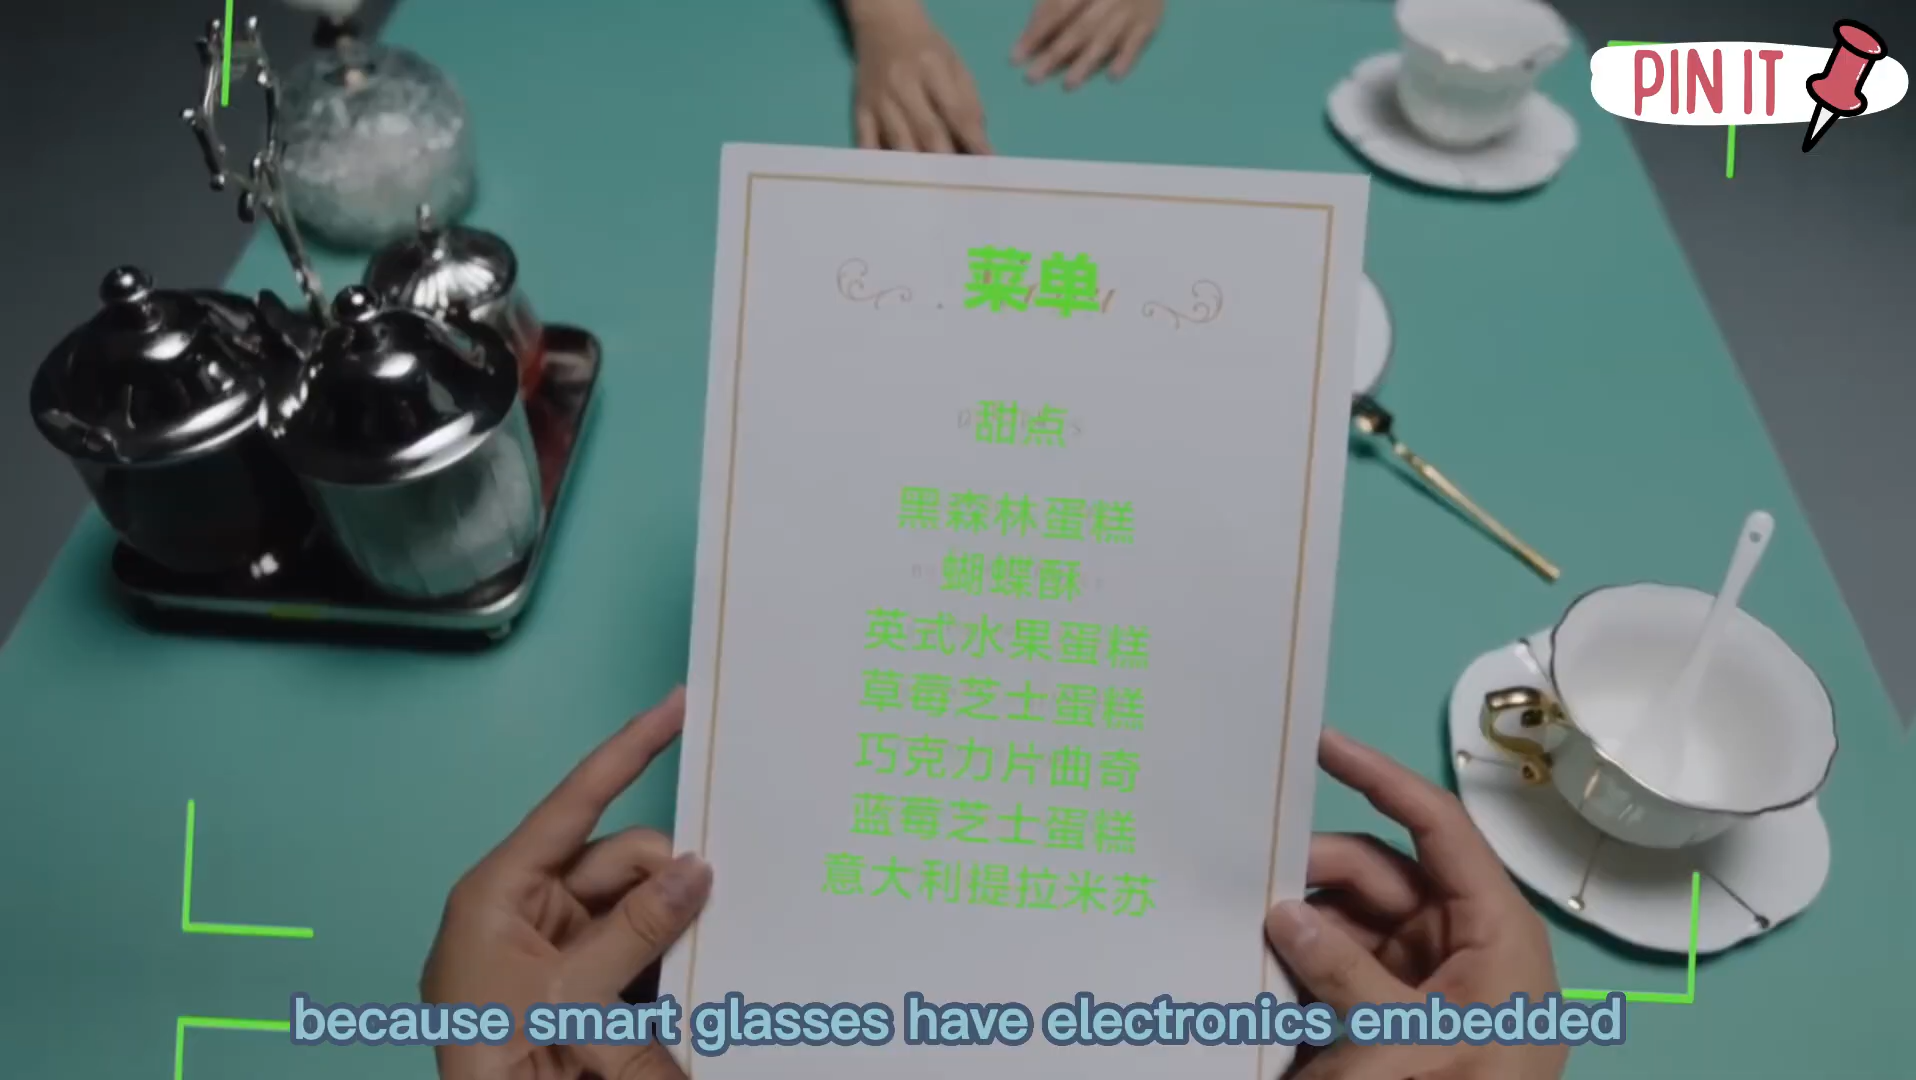 PIN IT
菜单
甜点
黑森林蛋糕
蝴蝶酥
英式水果蛋糕
草莓芝士蛋糕
巧克力片曲奇
蓝莓芝士蛋糕
意大利提拉米苏
because smart glasses have electronics embedded